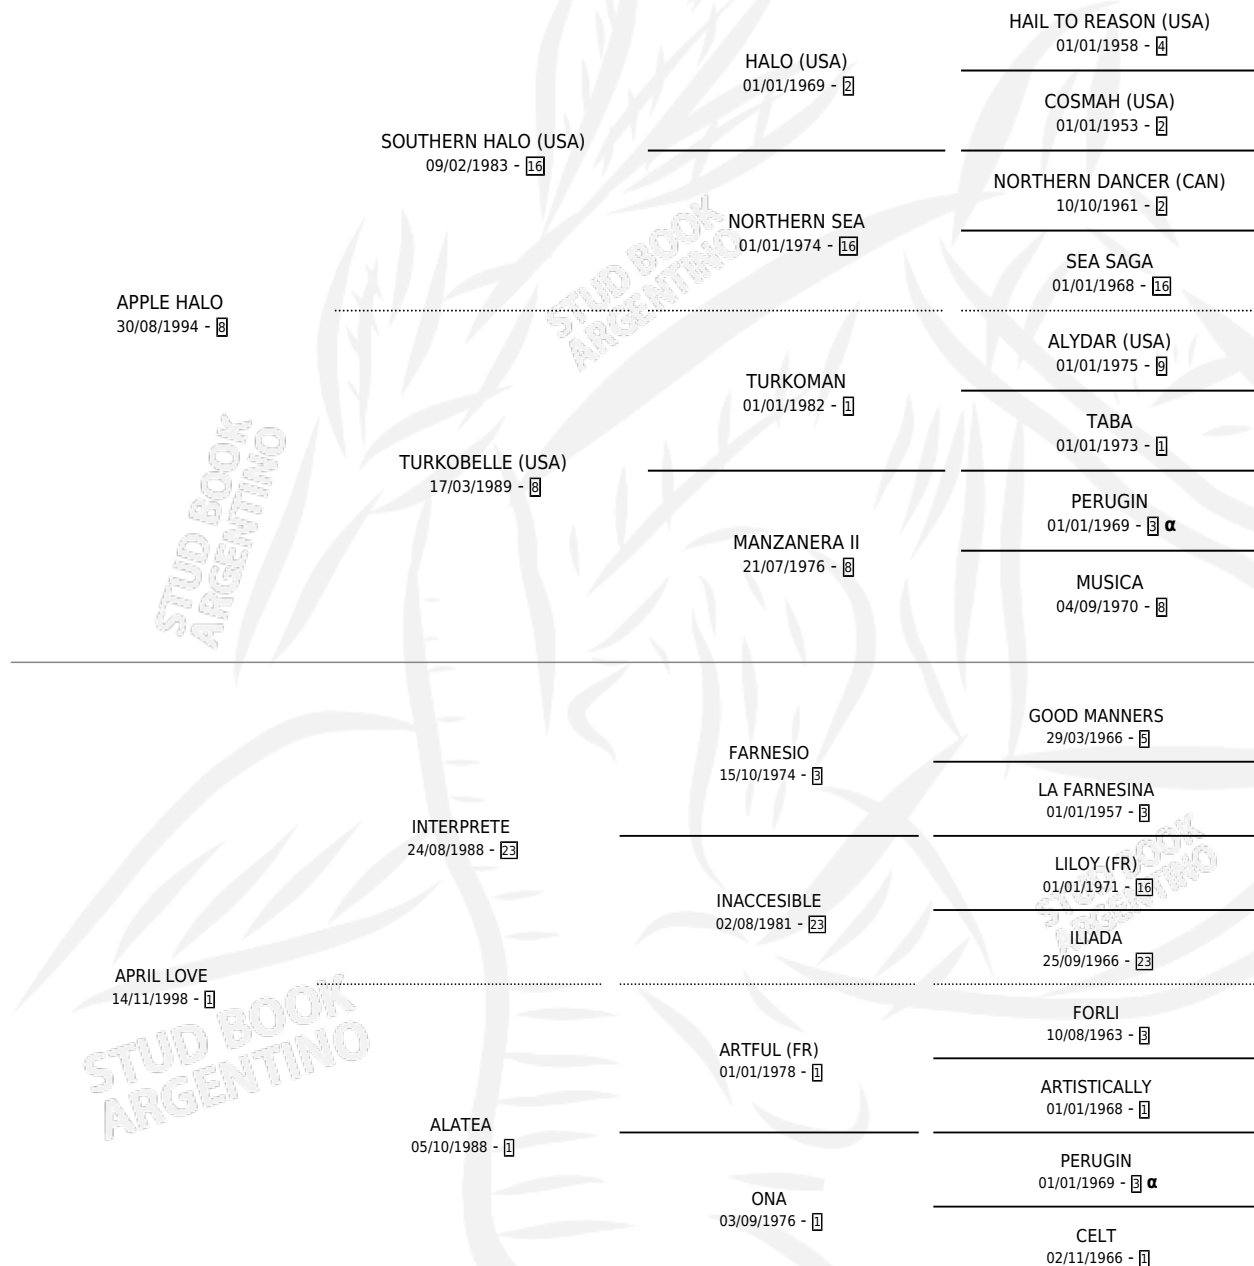 HAIL TO REASON (USA)
01/01/1958 - 4
HALO (USA)
01/01/1969 - 2
COSMAH (USA)
01/01/1953 - 2
SOUTHERN HALO (USA)
09/02/1983 - 16
NORTHERN DANCER (CAN)
10/10/1961 - 2
NORTHERN SEA
01/01/1974 - 16
SEA SAGA
01/01/1968 - 16
APPLE HALO
30/08/1994 - 8
ALYDAR (USA)
01/01/1975 - 9
TURKOMAN
01/01/1982 - 1
TABA
01/01/1973 - 1
TURKOBELLE (USA)
17/03/1989 - 8
PERUGIN
01/01/1969 - 3 α
MANZANERA II
21/07/1976 - 8
MUSICA
04/09/1970 - 8
GOOD MANNERS
29/03/1966 - 5
FARNESIO
15/10/1974 - 3
LA FARNESINA
01/01/1957 - 3
INTERPRETE
24/08/1988 - 23
LILOY (FR)
01/01/1971 - 16
INACCESIBLE
02/08/1981 - 23
ILIADA
25/09/1966 - 23
APRIL LOVE
14/11/1998 - 1
FORLI
10/08/1963 - 3
ARTFUL (FR)
01/01/1978 - 1
ARTISTICALLY
01/01/1968 - 1
ALATEA
05/10/1988 - 1
PERUGIN
01/01/1969 - 3 α
ONA
03/09/1976 - 1
CELT
02/11/1966 - 1
STUD BOOK
ARGENTINO
STUD BOOK
ARGENTINO
STUD BOOK
ARGENTINO
STUD BOOK
ARGENTINO